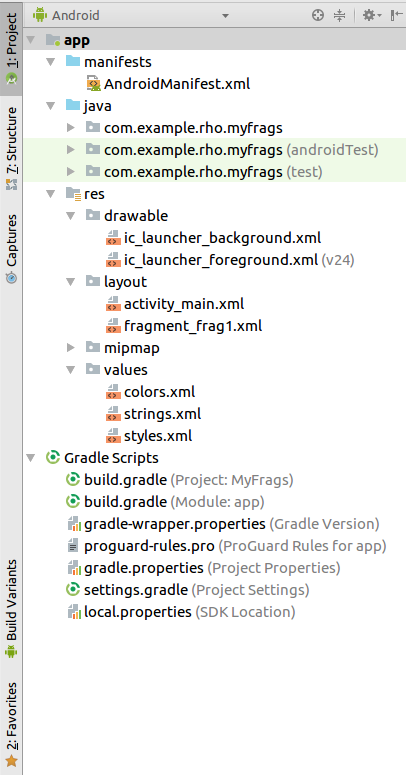 Android
app
manifests
AndroidManifest.xml
java
com.example.rho.myfrags
com.example.rho.myfrags (androidTest)
com.example.rho.myfrags (test)
res
drawable
ic_launcher_background.xml
ic_launcher_foreground.xml (v24)
layout
activity_main.xml
fragment_frag1.xml
mipmap
values
colors.xml
strings.xml
styles.xml
Gradle Scripts
build.gradle (Project: MyFrags)
build.gradle (Module: app)
gradle-wrapper.properties (Gradle Version)
proguard-rules.pro (ProGuard Rules for app)
gradle.properties (Project Properties)
settings.gradle (Project Settings)
local.properties (SDK Location)
1: Project
7: Structure
Captures
Build Variants
2: Favorites